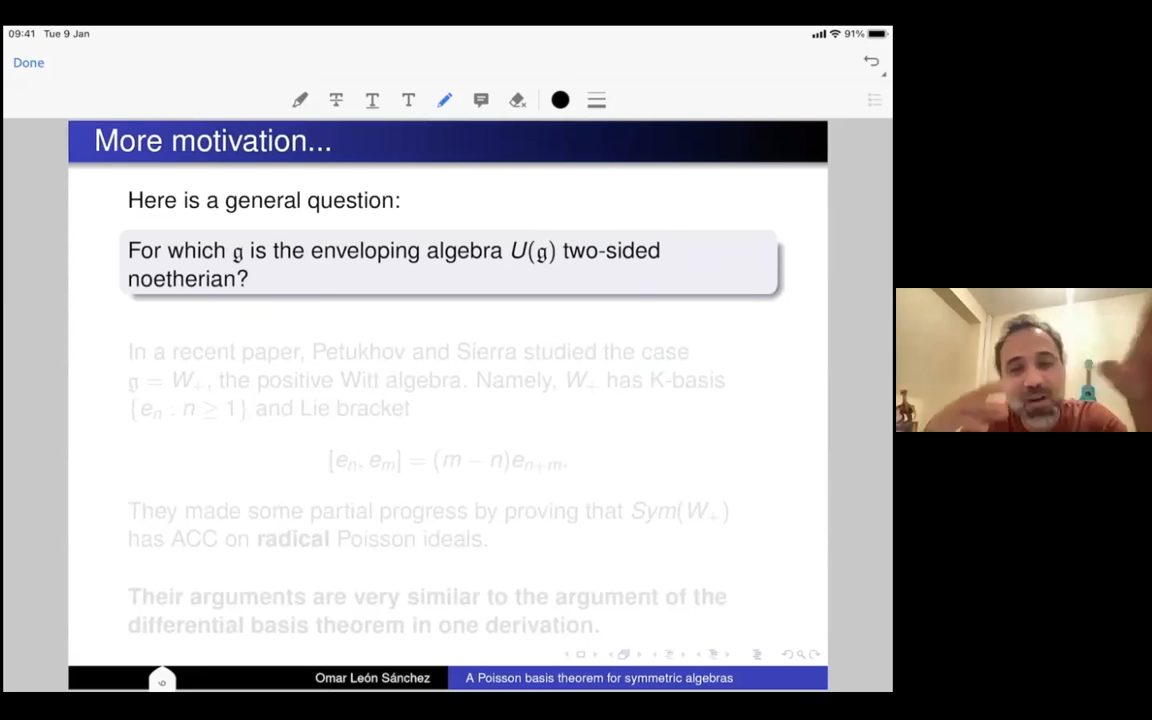 09:41 Tue 9 Jan
91%
Done
More motivation...
Here is a general question:
For which 𝔤 is the enveloping algebra U(𝔤) two-sided
noetherian?
In a recent paper, Petukhov and Sierra studied the case
𝔤 = W₊, the positive Witt algebra. Namely, W₊ has K-basis
{eₙ : n ≥ 1} and Lie bracket
[eₙ, eₘ] = (m − n)eₙ₊ₘ.
They made some partial progress by proving that Sym(W₊)
has ACC on radical Poisson ideals.
Their arguments are very similar to the argument of the
differential basis theorem in one derivation.
Omar León Sánchez
A Poisson basis theorem for symmetric algebras